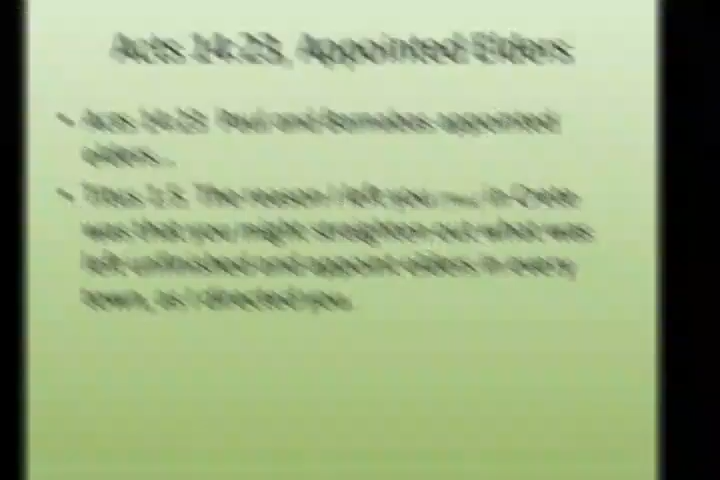 Acts 14:23, Appointed Elders
• Acts 14:23 Paul and Barnabas appointed
elders...
• Titus 1:5 The reason I left you in Crete
was that you might straighten out what was
left unfinished and appoint elders in every
town, as I directed you.